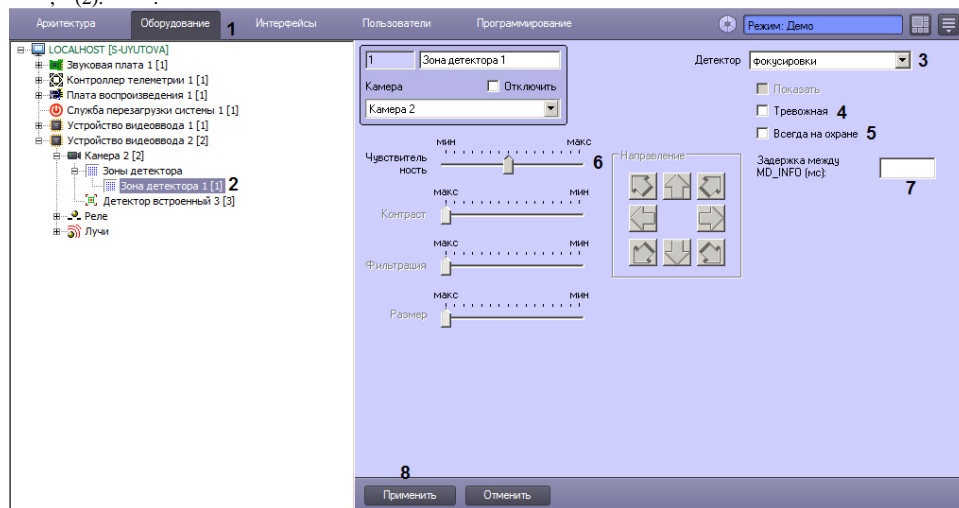 , (2). .
Архитектура Оборудование 1 Интерфейсы Пользователи Программирование Режим: Демо
LOCALHOST [S-UYUTOVA]
Звуковая плата 1 [1]
Контроллер телеметрии 1 [1]
Плата воспроизведения 1 [1]
Служба перезагрузки системы 1 [1]
Устройство видеоввода 1 [1]
Устройство видеоввода 2 [2]
Камера 2 [2]
Зоны детектора
Зона детектора 1 [1] 2
Детектор встроенный 3 [3]
Реле
Лучи
1 Зона детектора 1
Камера Отключить
Камера 2
Детектор фокусировки 3
Показать
Тревожная 4
Всегда на охране 5
Задержка между
MD_INFO (мс):
7
мин макс
Чувствитель
ность
6
макс мин
Контраст
макс мин
Фильтрация
макс мин
Размер
Направление
8
Применить Отменить